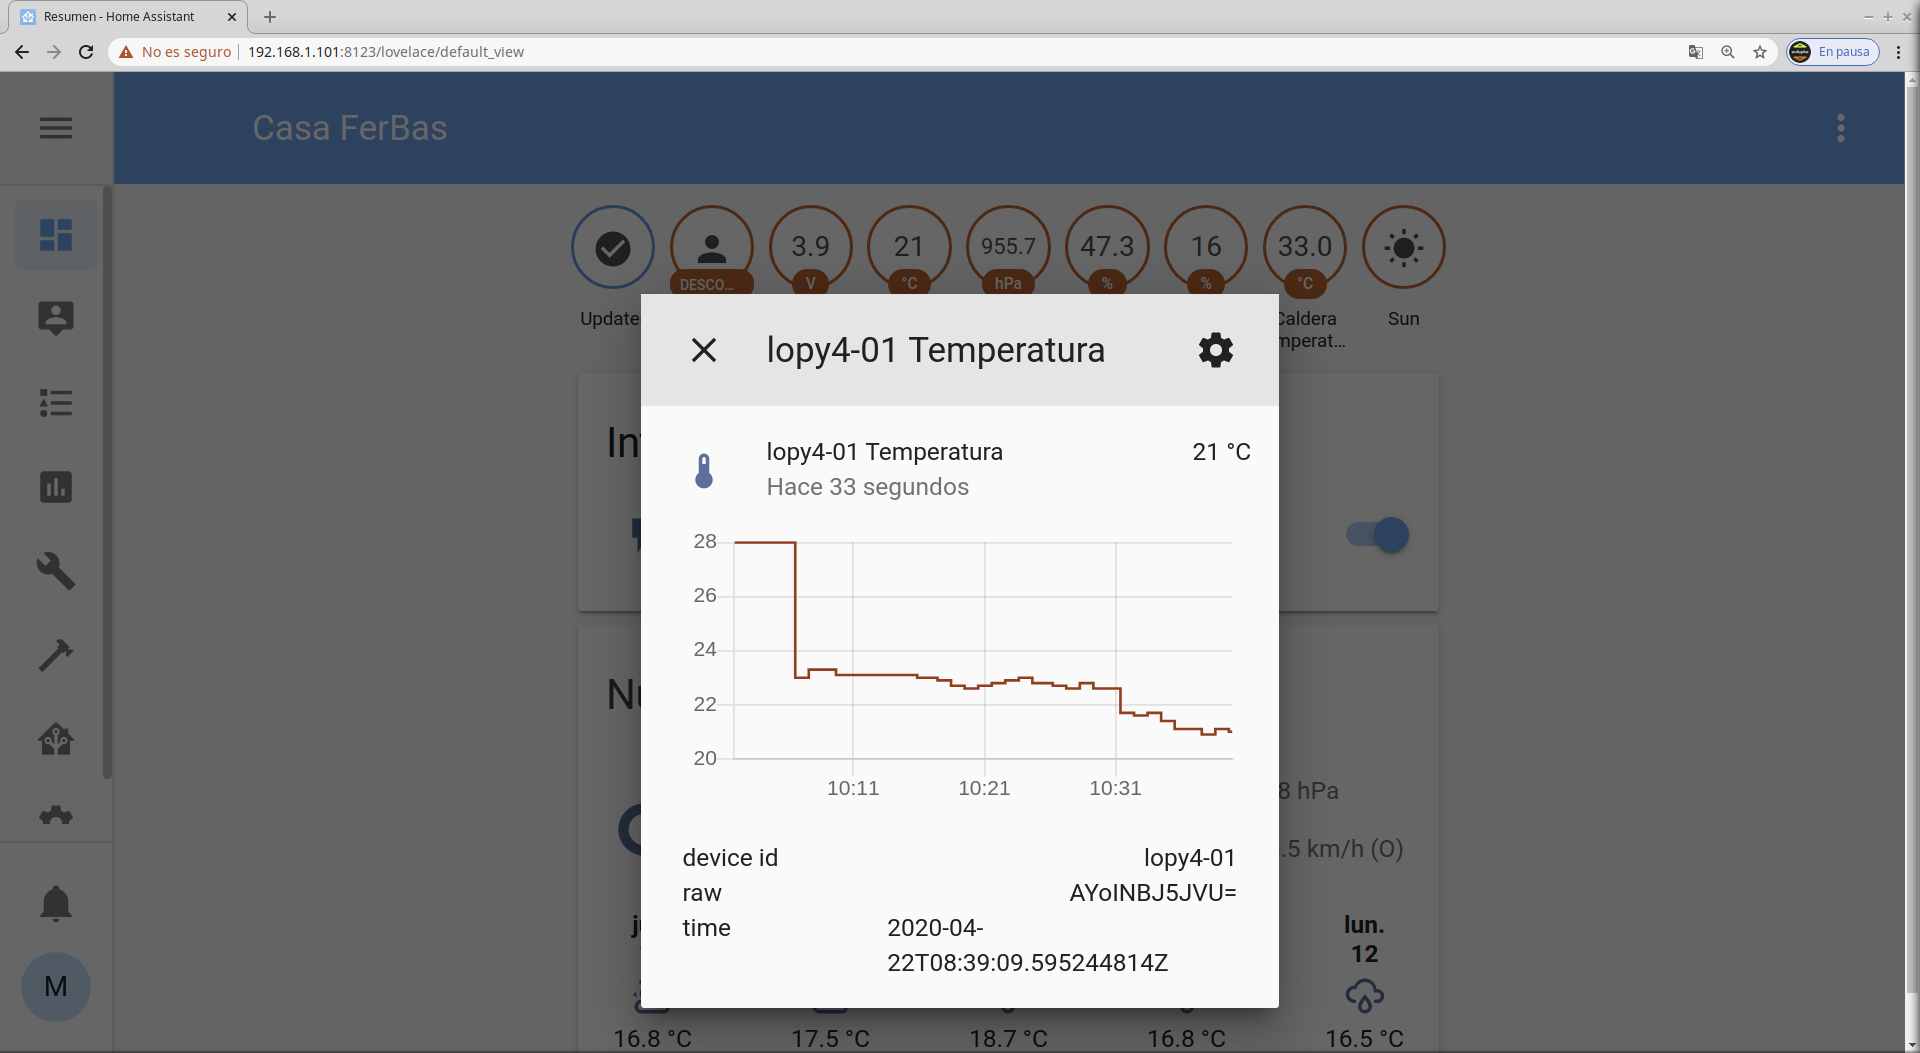 Resumen - Home Assistant
No es seguro
192.168.1.101:8123/lovelace/default_view
En pausa
Casa FerBas
3.9
21
955.7
47.3
16
33.0
DESCO...
V
°C
hPa
%
%
°C
Update
Caldera
mperat...
Sun
lopy4-01 Temperatura
In
lopy4-01 Temperatura
21 °C
Hace 33 segundos
28
26
24
22
20
10:11
10:21
10:31
8 hPa
.5 km/h (O)
device id
lopy4-01
raw
AYoINBJ5JVU=
time
2020-04-
22T08:39:09.595244814Z
lun.
12
M
16.8 °C
17.5 °C
18.7 °C
16.8 °C
16.5 °C